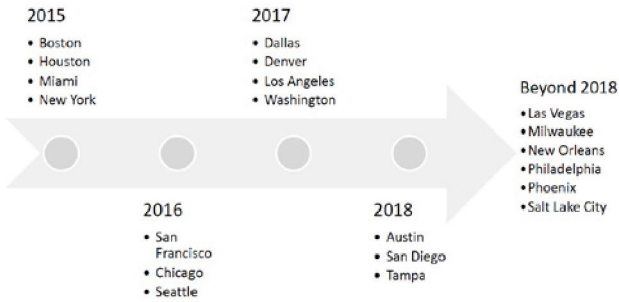 2015
• Boston
• Houston
• Miami
• New York
2017
• Dallas
• Denver
• Los Angeles
• Washington
Beyond 2018
•Las Vegas
•Milwaukee
•New Orleans
•Philadelphia
•Phoenix
•Salt Lake City
2016
• San
Francisco
• Chicago
• Seattle
2018
• Austin
• San Diego
• Tampa